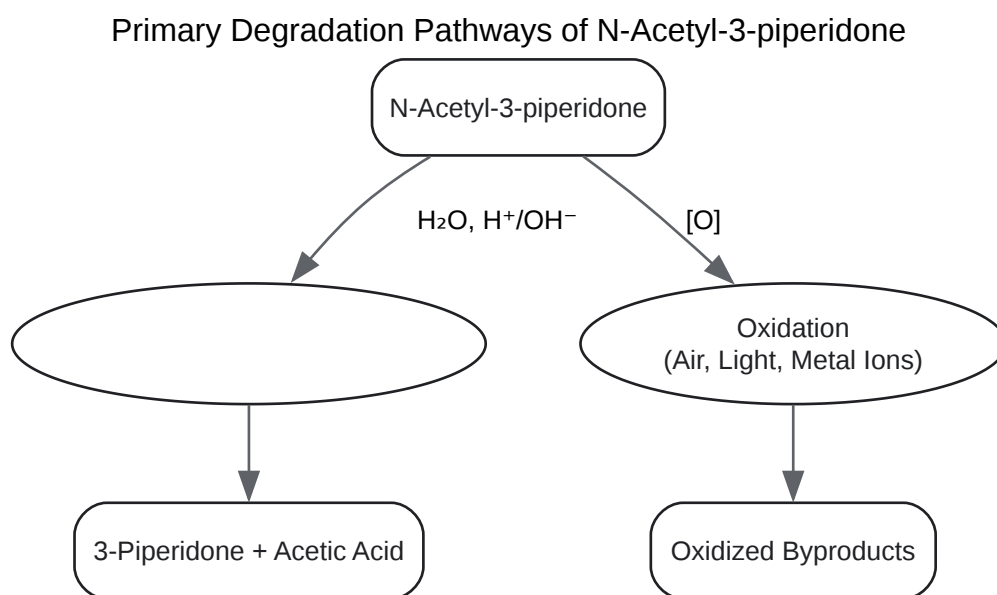 Primary Degradation Pathways of N-Acetyl-3-piperidone
N-Acetyl-3-piperidone
H₂O, H⁺/OH⁻
[O]
Oxidation
(Air, Light, Metal Ions)
3-Piperidone + Acetic Acid
Oxidized Byproducts